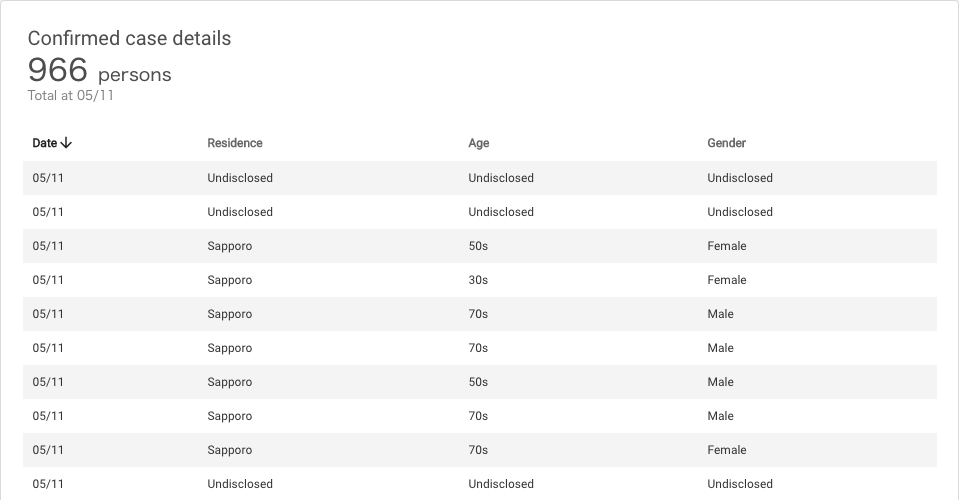 Confirmed case details
966 persons
Total at 05/11
Date Residence Age Gender
05/11 Undisclosed Undisclosed Undisclosed
05/11 Undisclosed Undisclosed Undisclosed
05/11 Sapporo 50s Female
05/11 Sapporo 30s Female
05/11 Sapporo 70s Male
05/11 Sapporo 70s Male
05/11 Sapporo 50s Male
05/11 Sapporo 70s Male
05/11 Sapporo 70s Female
05/11 Undisclosed Undisclosed Undisclosed